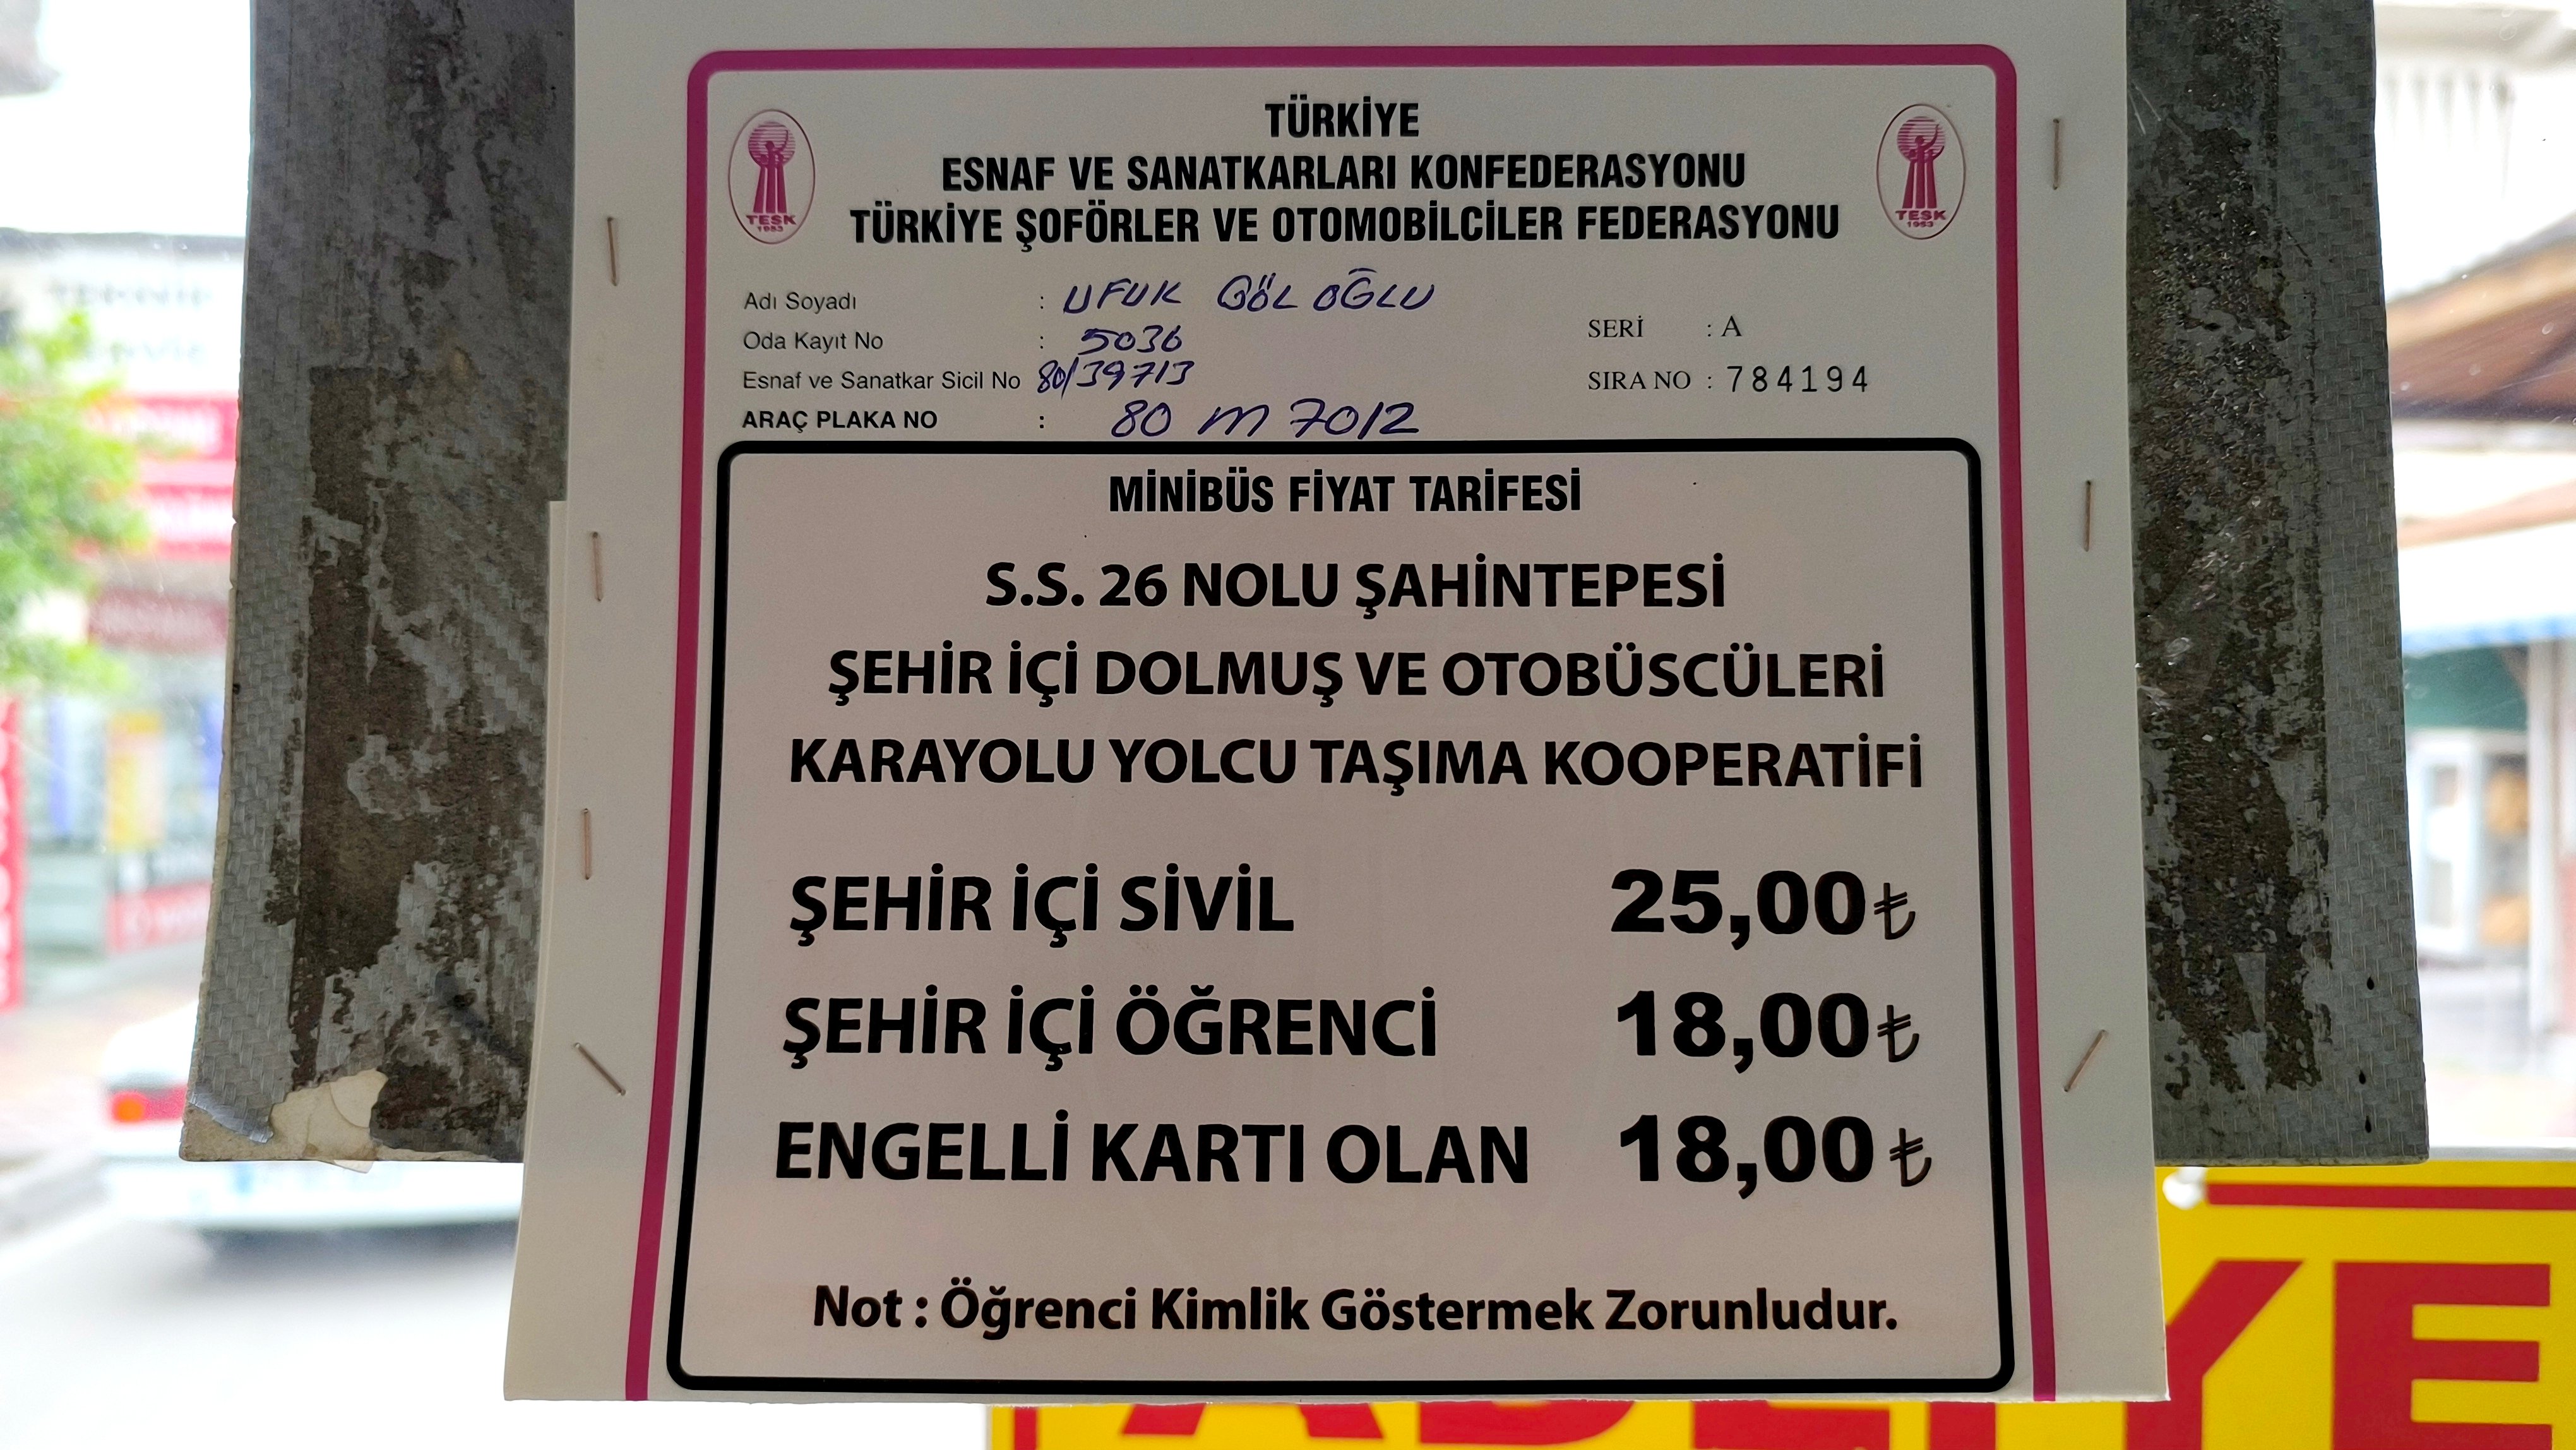 TÜRKİYE
ESNAF VE SANATKARLARI KONFEDERASYONU
TÜRKİYE ŞOFÖRLER VE OTOMOBİLCİLER FEDERASYONU
TESK
1953
TESK
1953
Adı Soyadı : UFUK GÖLOĞLU
Oda Kayıt No : 5036
Esnaf ve Sanatkar Sicil No 80/39713
ARAÇ PLAKA NO : 80 M 7012
SERİ : A
SIRA NO : 784194
MİNİBÜS FİYAT TARİFESİ
S.S. 26 NOLU ŞAHİNTEPESİ
ŞEHİR İÇİ DOLMUŞ VE OTOBÜSCÜLERİ
KARAYOLU YOLCU TAŞIMA KOOPERATİFİ
ŞEHİR İÇİ SİVİL 25,00₺
ŞEHİR İÇİ ÖĞRENCİ 18,00₺
ENGELLİ KARTI OLAN 18,00₺
Not : Öğrenci Kimlik Göstermek Zorunludur.